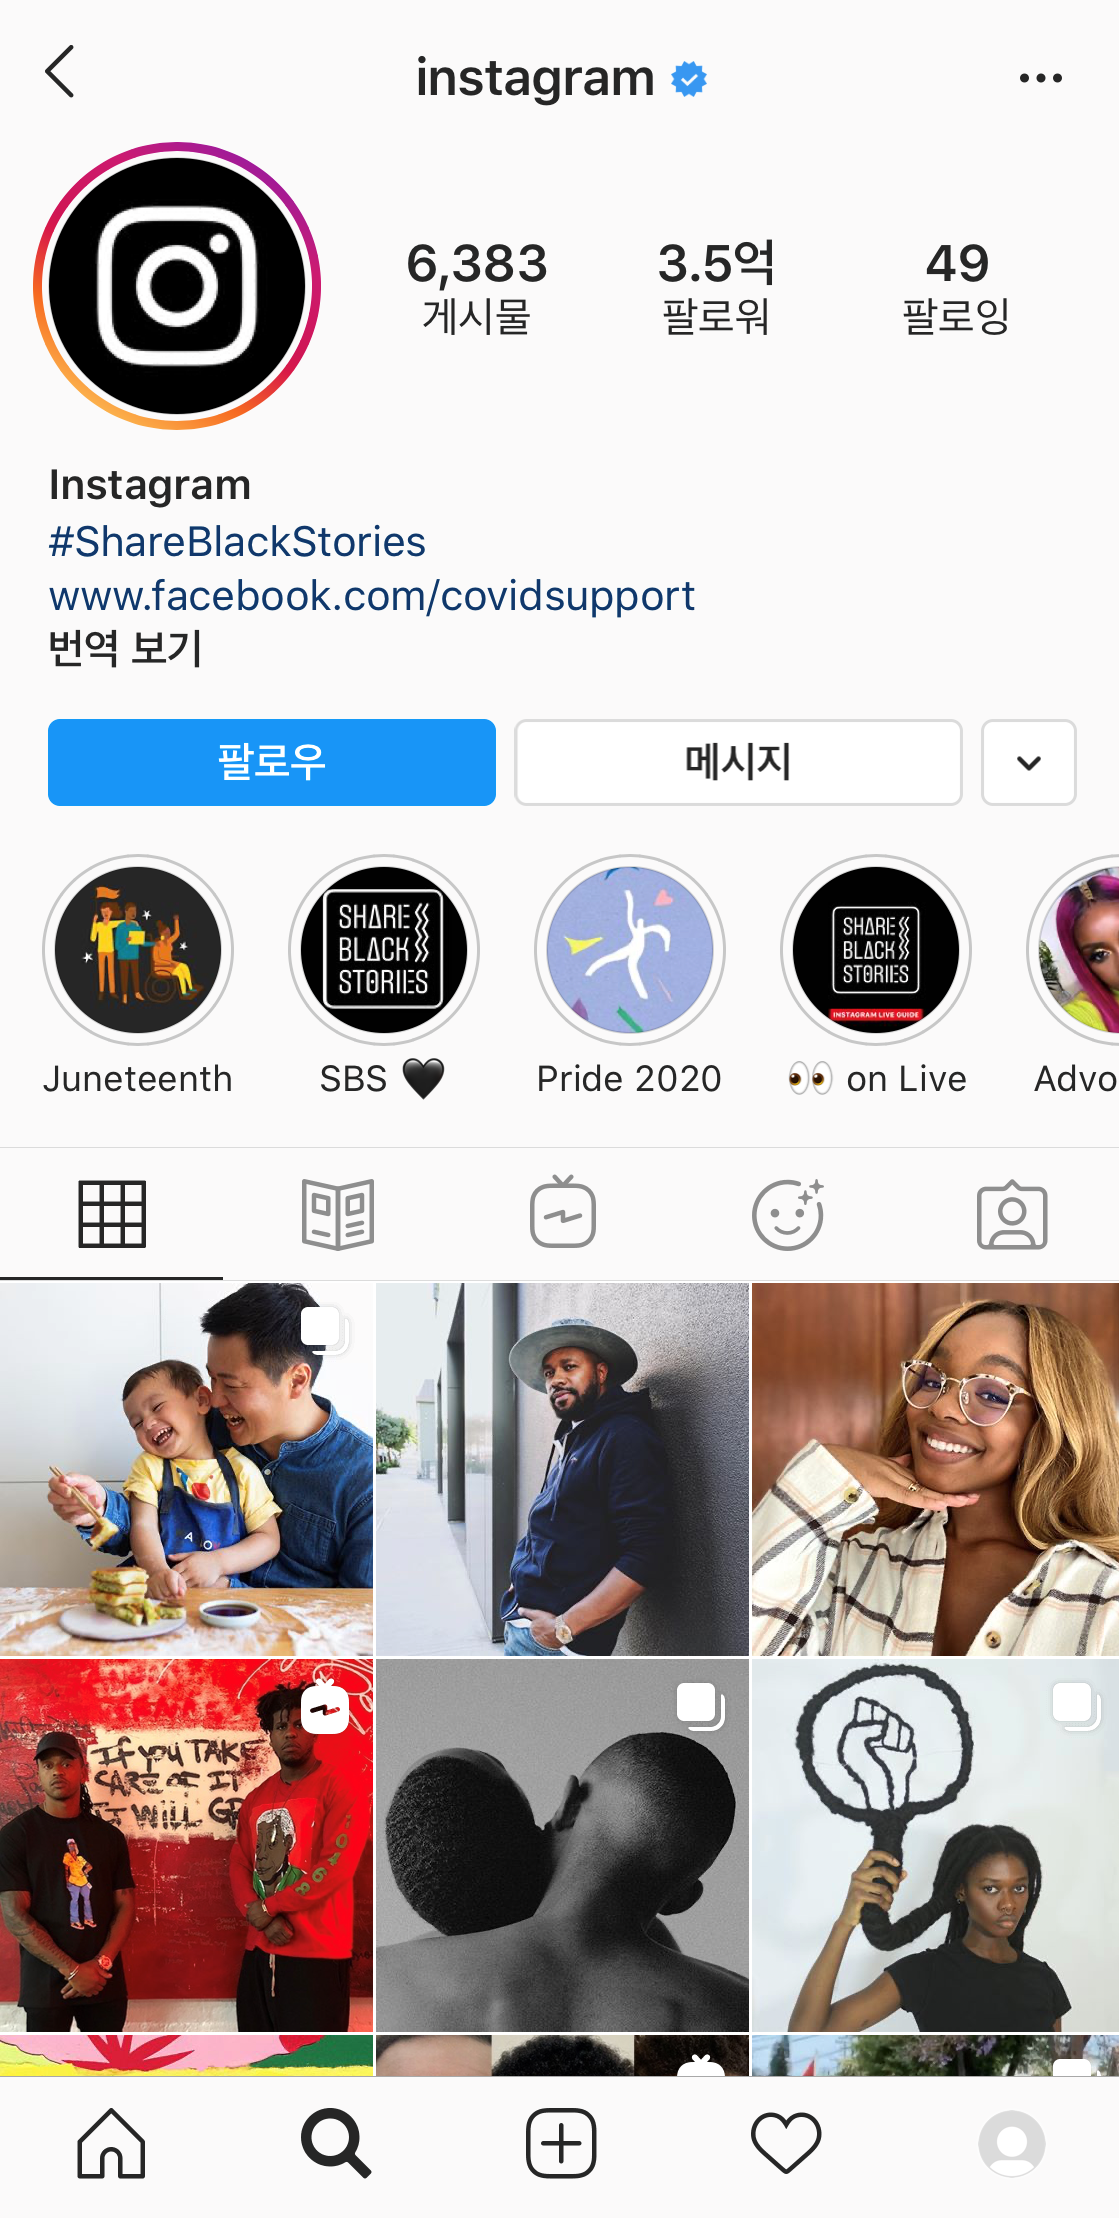 instagram
6,383
3.5억
49
게시물
팔로워
팔로잉
Instagram
#ShareBlackStories
www.facebook.com/covidsupport
번역 보기
팔로우
메시지
SHARE
BLACK
STORIES
SHARE
BLACK
STORIES
INSTAGRAM LIVE GUIDE
Juneteenth
SBS 🖤
Pride 2020
👀 on Live
Advo
IF YOU TAKE
CARE OF IT
IT WILL GR